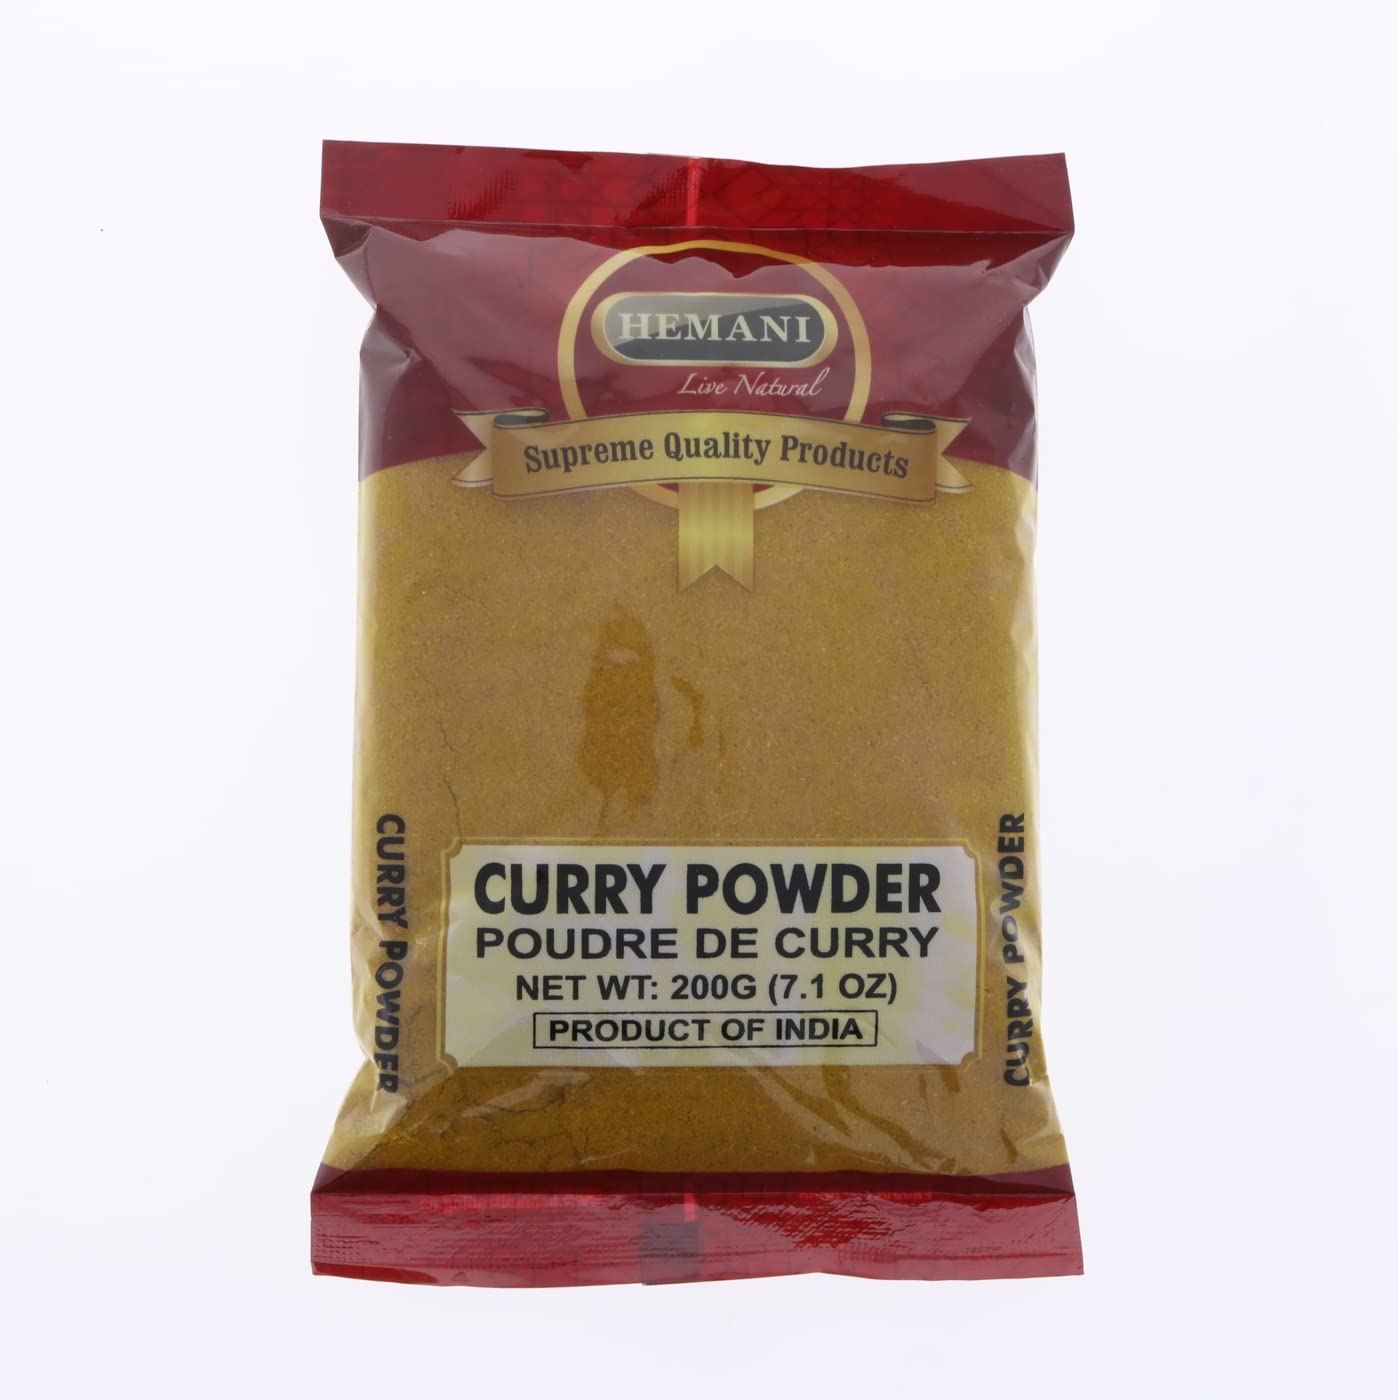 HEMANI
Live Natural
Supreme Quality Products
CURRY POWDER
CURRY POWDER
POUDRE DE CURRY
NET WT: 200G (7.1 OZ)
PRODUCT OF INDIA
CURRY POWDER